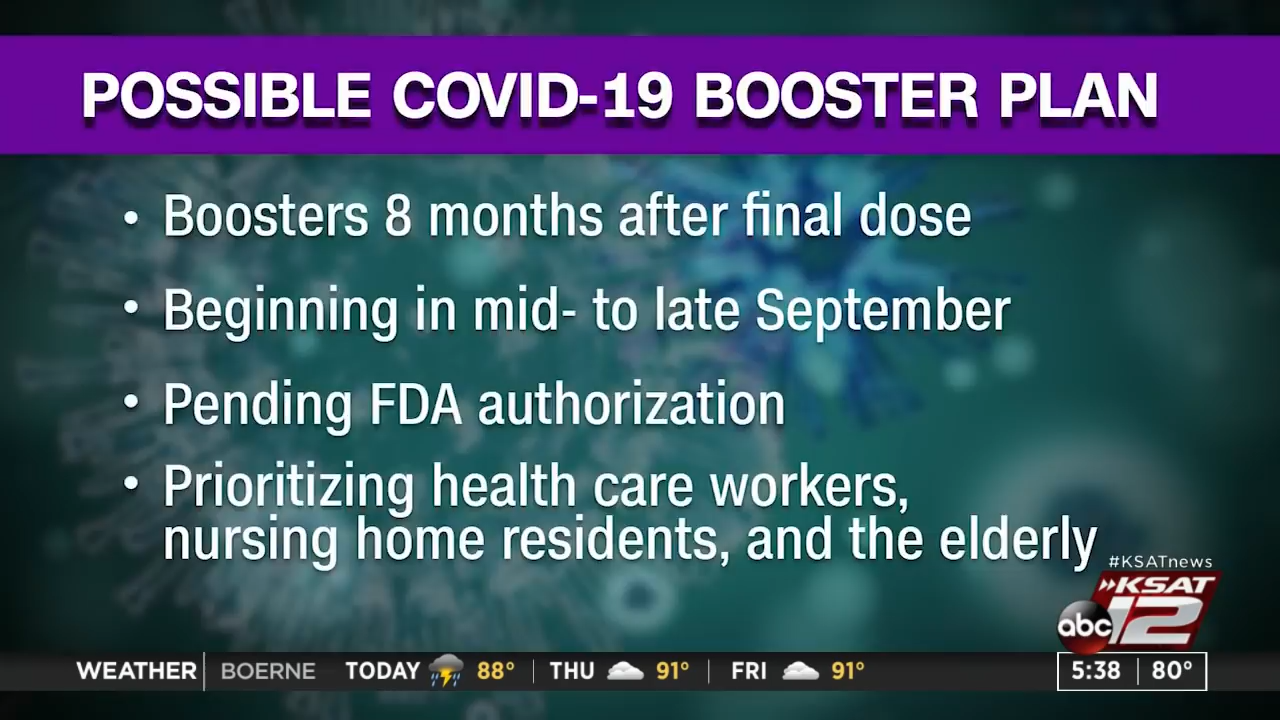 POSSIBLE COVID-19 BOOSTER PLAN
• Boosters 8 months after final dose
• Beginning in mid- to late September
• Pending FDA authorization
• Prioritizing health care workers,
nursing home residents, and the elderly
#KSATnews
KSAT
abc 12
WEATHER BOERNE TODAY 88° THU 91° FRI 91° 5:38 80°